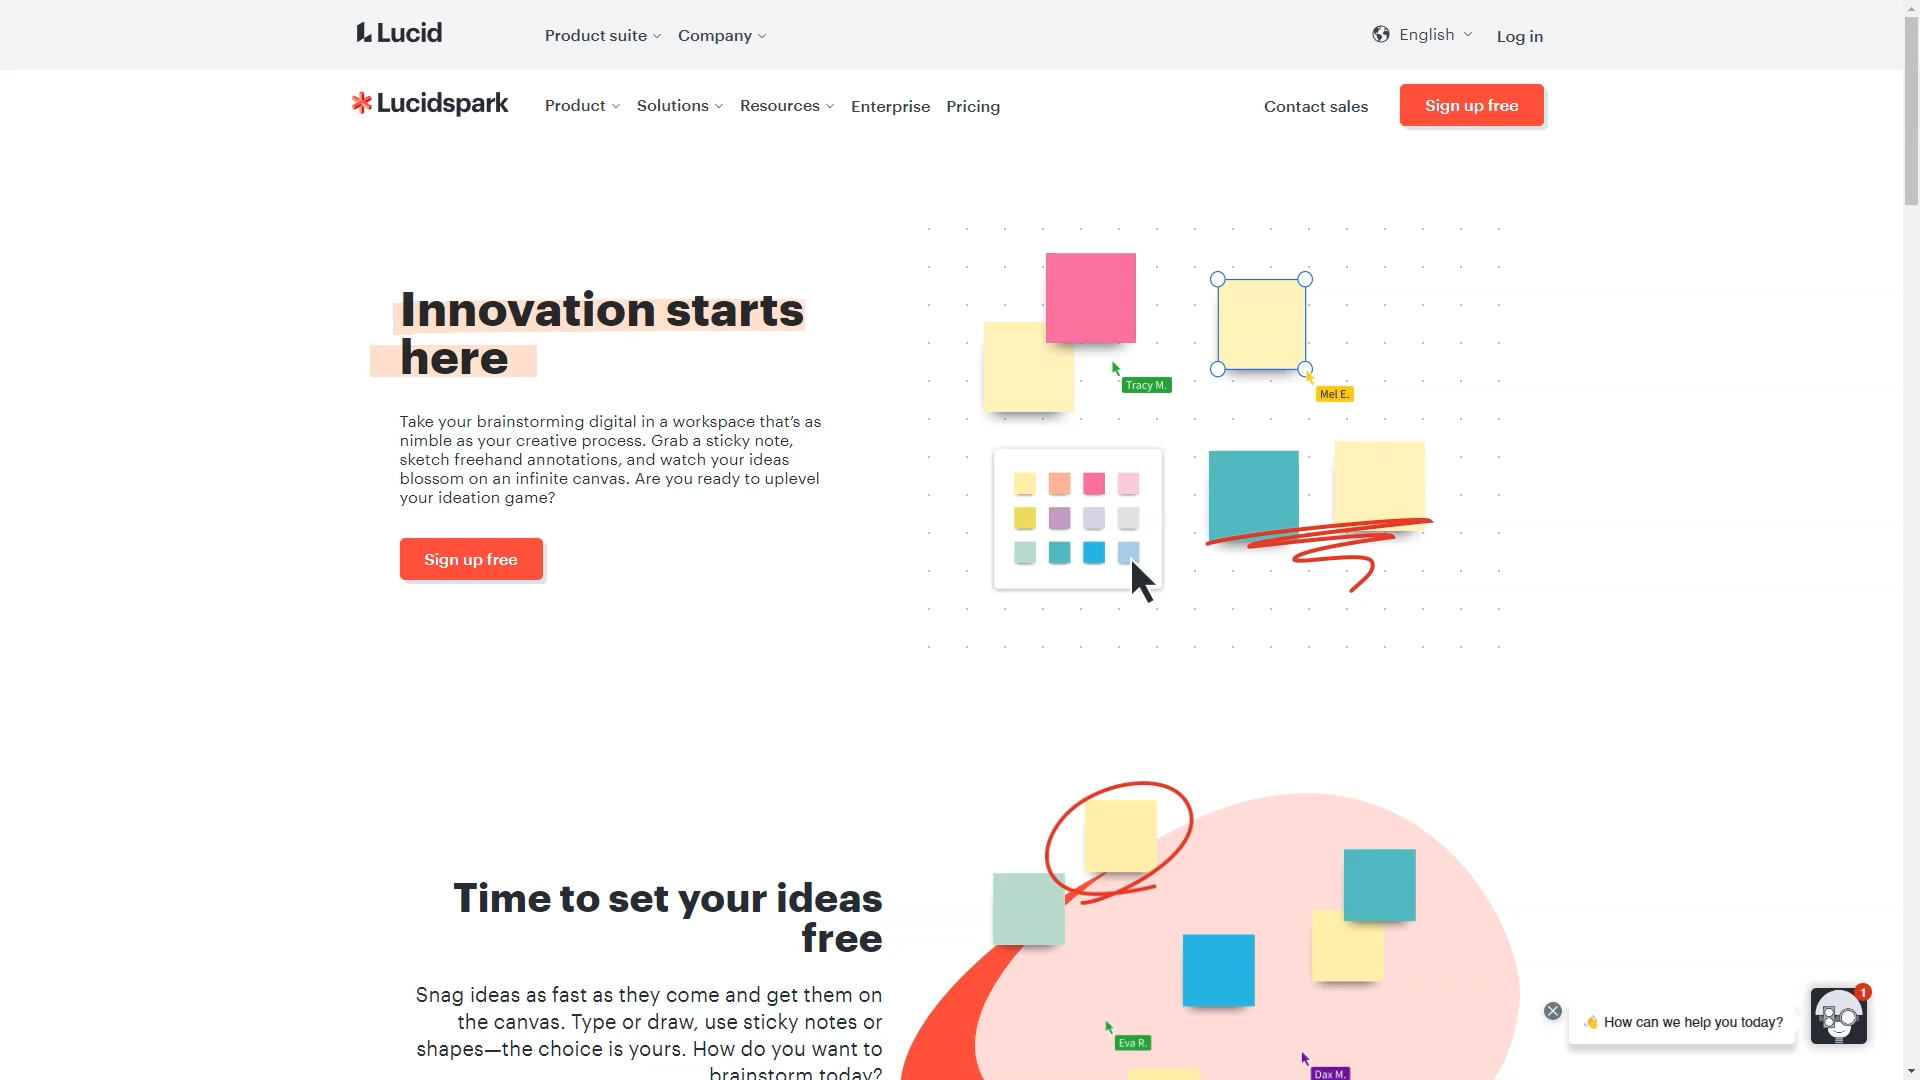 Lucid
Product suite
Company
English
Log in
Lucidspark
Product
Solutions
Resources
Enterprise
Pricing
Contact sales
Sign up free
Innovation starts
here
Take your brainstorming digital in a workspace that’s as
nimble as your creative process. Grab a sticky note,
sketch freehand annotations, and watch your ideas
blossom on an infinite canvas. Are you ready to uplevel
your ideation game?
Sign up free
Tracy M.
Mel E.
Time to set your ideas
free
Snag ideas as fast as they come and get them on
the canvas. Type or draw, use sticky notes or
shapes—the choice is yours. How do you want to
brainstorm today?
Eva R.
Dax M.
👋 How can we help you today?
1